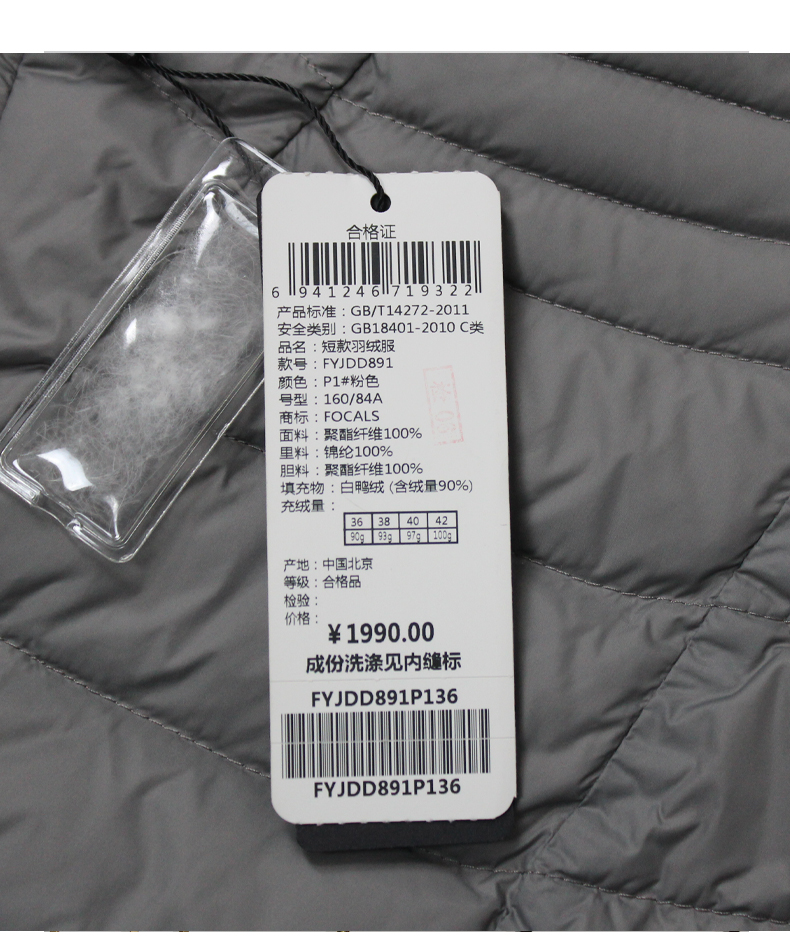 合格证
6 941246 719322
产品标准：GB/T14272-2011
安全类别：GB18401-2010 C类
品名：短款羽绒服
款号：FYJDD891
颜色：P1#粉色
号型：160/84A
商标：FOCALS
面料：聚酯纤维100%
里料：锦纶100%
胆料：聚酯纤维100%
填充物：白鸭绒 (含绒量90%)
充绒量：
36 38 40 42
90g 93g 97g 100g
产地：中国北京
等级：合格品
检验：
价格：
¥1990.00
成份洗涤见内缝标
FYJDD891P136
FYJDD891P136